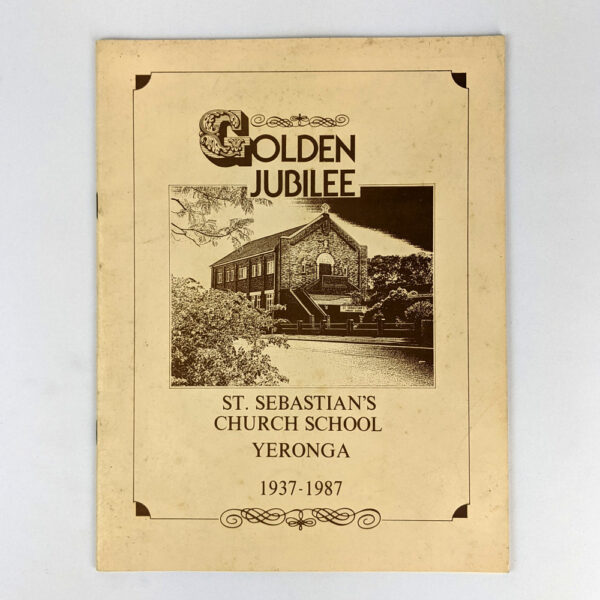 GOLDEN
JUBILEE
ST. SEBASTIAN'S
CHURCH SCHOOL
YERONGA
1937-1987